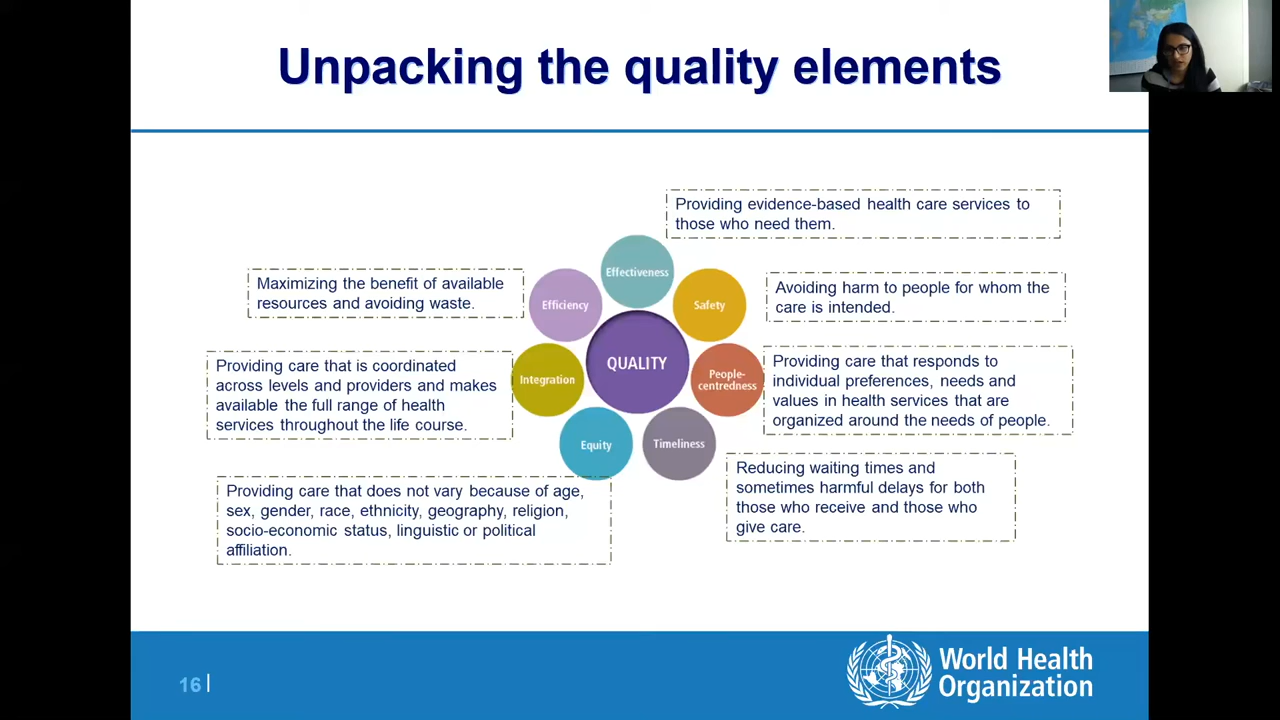 Unpacking the quality elements
Providing evidence-based health care services to
those who need them.
Effectiveness
Maximizing the benefit of available
resources and avoiding waste.
Efficiency
Safety
Avoiding harm to people for whom the
care is intended.
QUALITY
Providing care that is coordinated
across levels and providers and makes
available the full range of health
services throughout the life course.
Integration
People-
centredness
Providing care that responds to
individual preferences, needs and
values in health services that are
organized around the needs of people.
Equity
Timeliness
Providing care that does not vary because of age,
sex, gender, race, ethnicity, geography, religion,
socio-economic status, linguistic or political
affiliation.
Reducing waiting times and
sometimes harmful delays for both
those who receive and those who
give care.
16
World Health
Organization